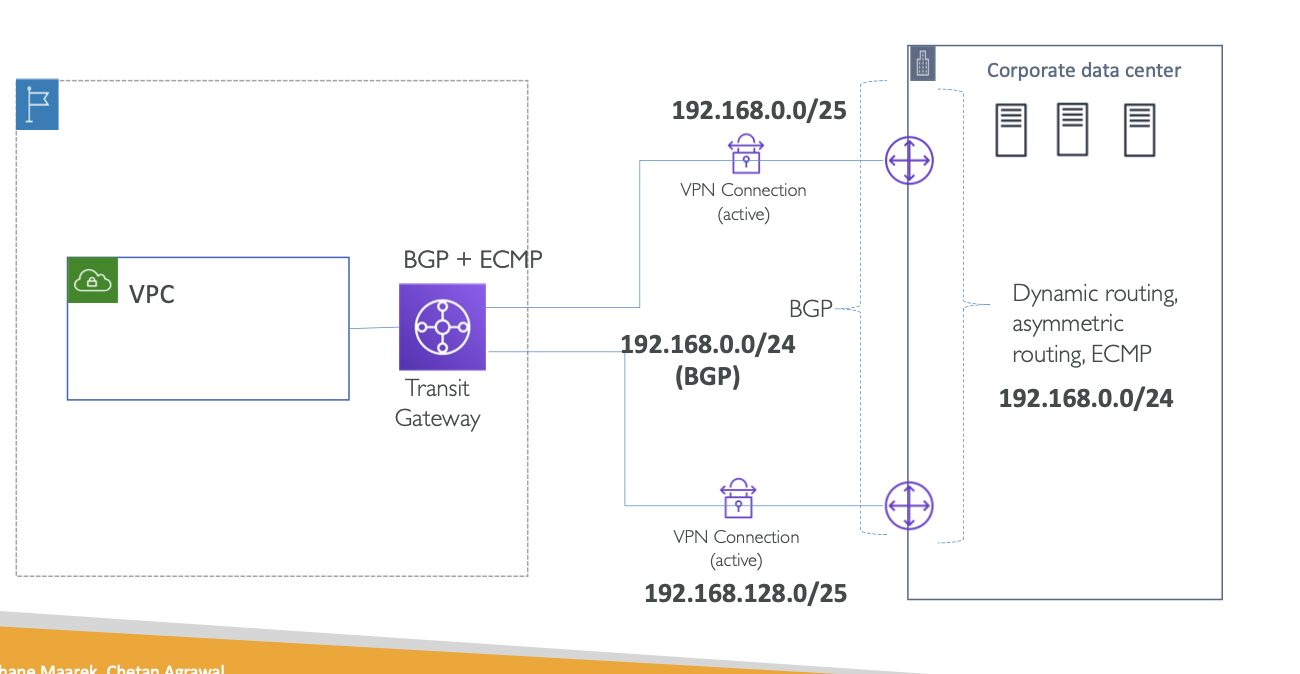 Corporate data center
192.168.0.0/25
VPN Connection
(active)
BGP + ECMP
VPC
BGP
Dynamic routing,
asymmetric
routing, ECMP
192.168.0.0/24
192.168.0.0/24
(BGP)
Transit
Gateway
VPN Connection
(active)
192.168.128.0/25
Maarek, Chetan Agrawal